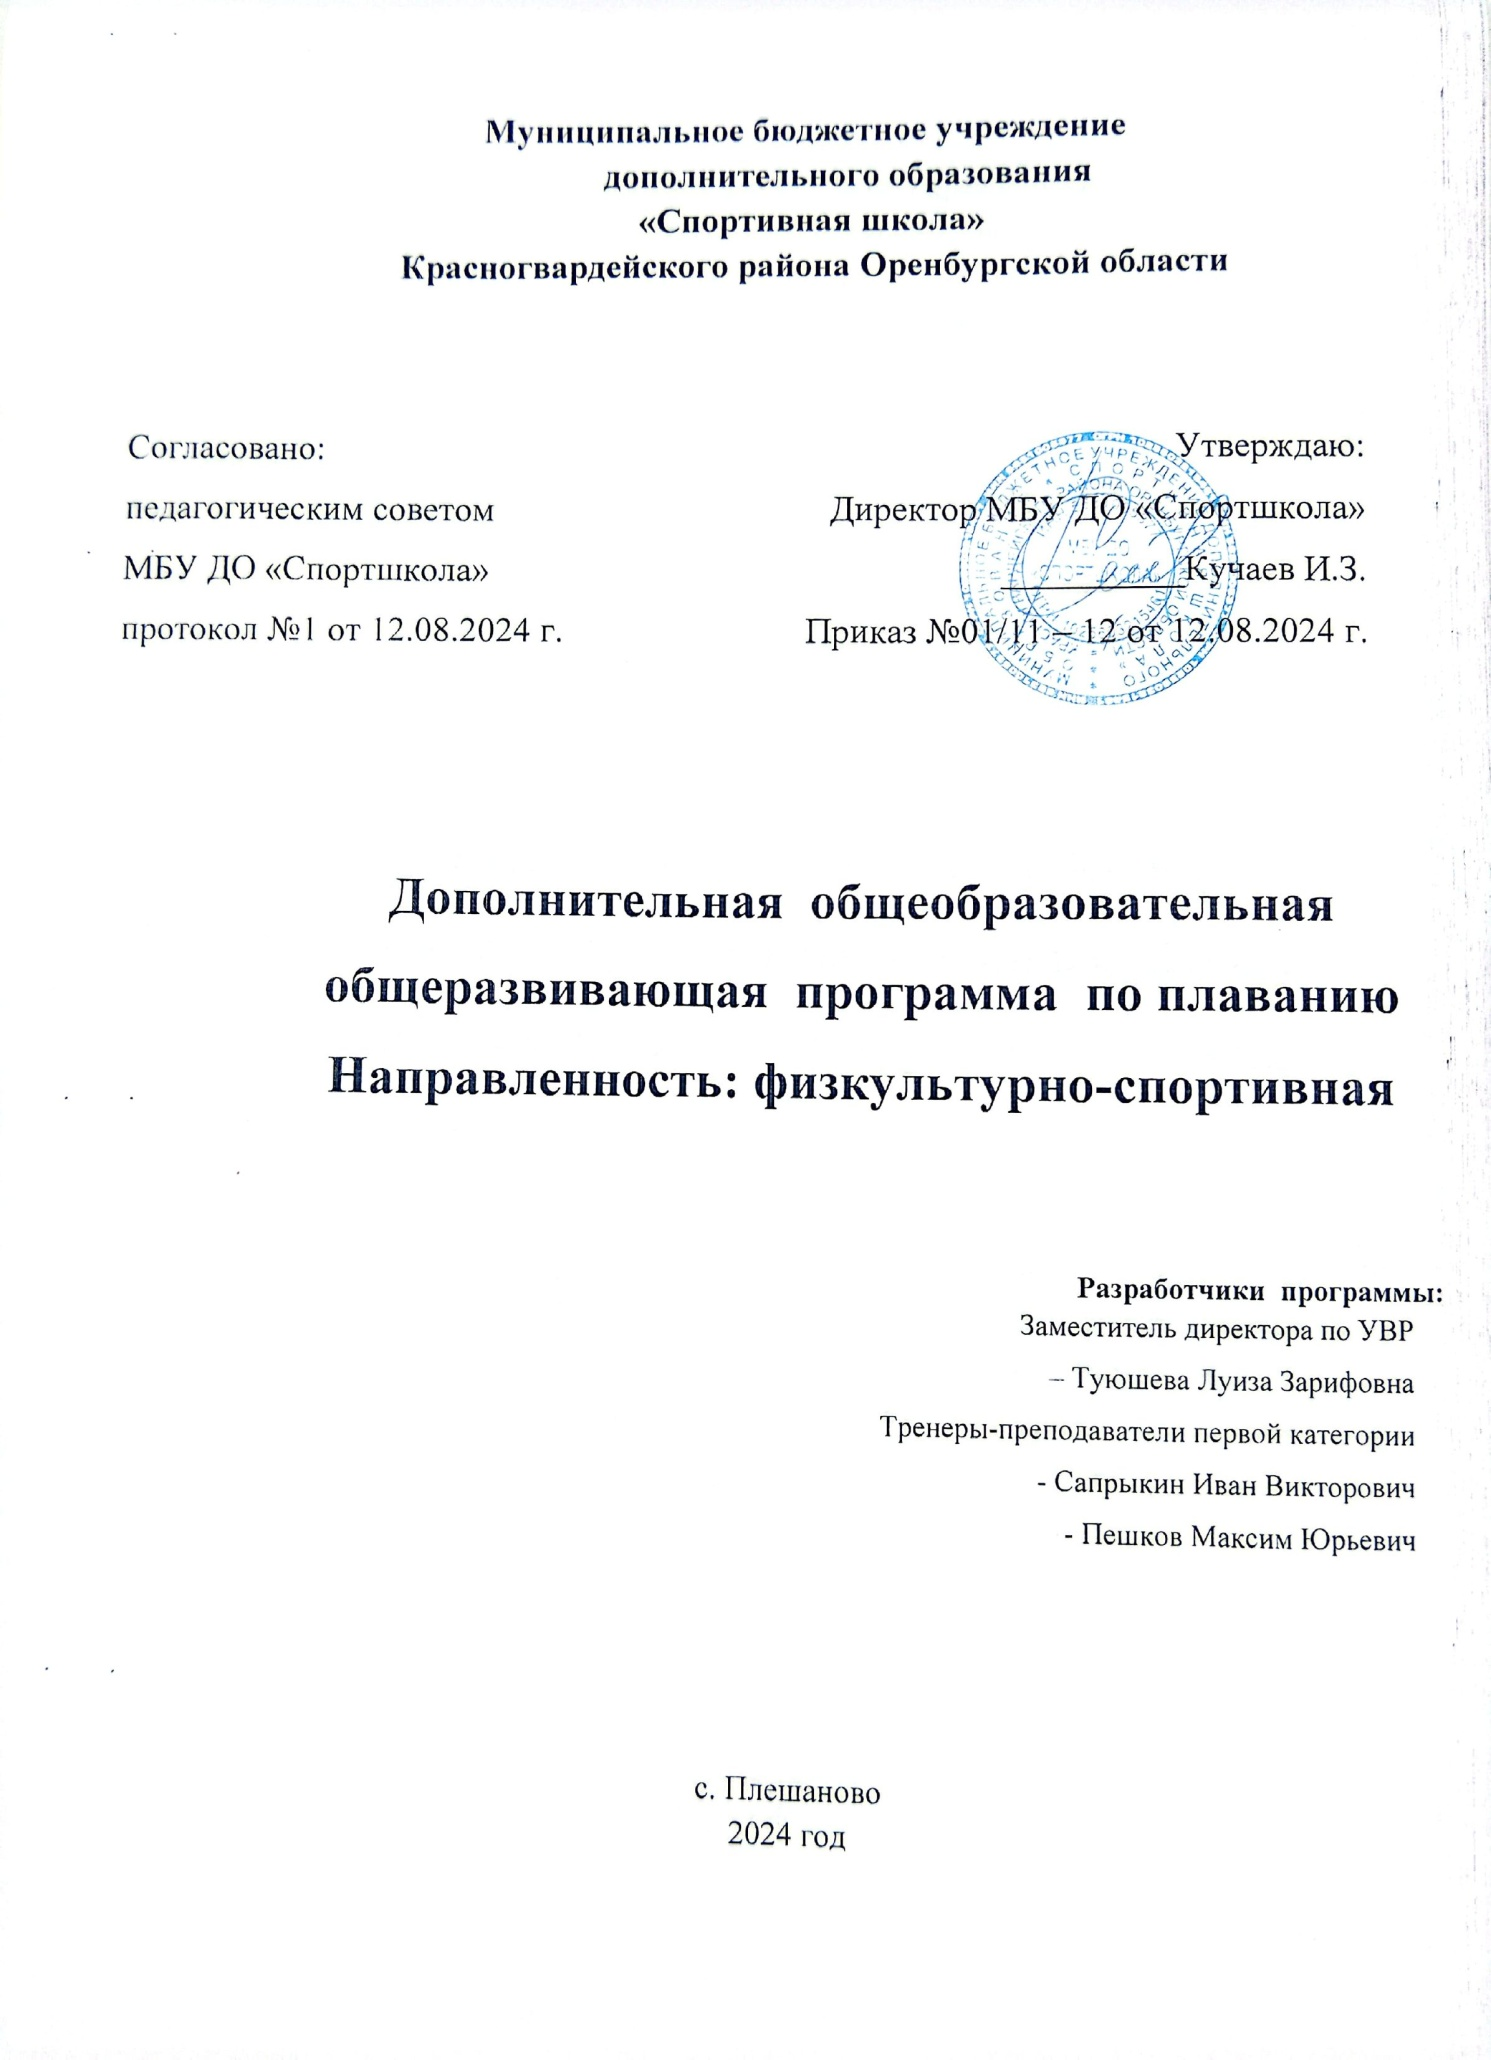 Муниципальное бюджетное учреждение
дополнительного образования
«Спортивная школа»
Красногвардейского района Оренбургской области
Согласовано:
педагогическим советом
МБУ ДО «Спортшкола»
протокол №1 от 12.08.2024 г.
Утверждаю:
Директор МБУ ДО «Спортшкола»
__________Кучаев И.З.
Приказ №01/11 – 12 от 12.08.2024 г.
Дополнительная общеобразовательная
общеразвивающая программа по плаванию
Направленность: физкультурно-спортивная
Разработчики программы:
Заместитель директора по УВР
– Туюшева Луиза Зарифовна
Тренеры-преподаватели первой категории
- Сапрыкин Иван Викторович
- Пешков Максим Юрьевич
с. Плешаново
2024 год